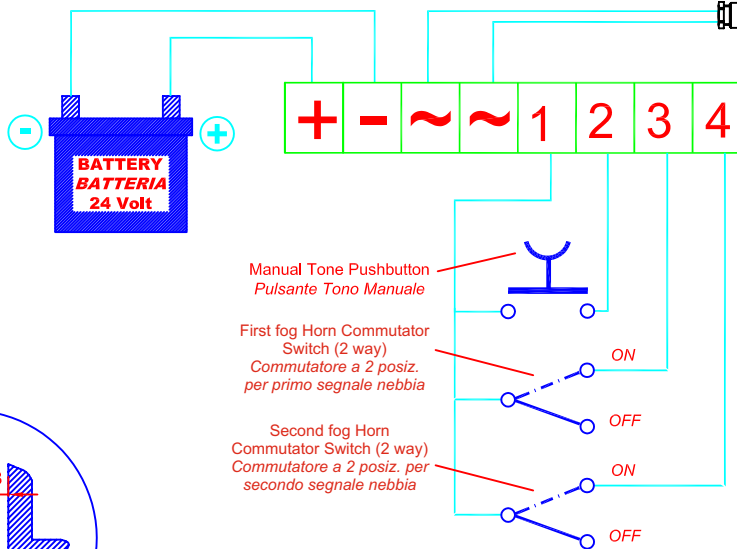 + - ~ ~ 1 2 3 4
- +
BATTERY
BATTERIA
24 Volt
Manual Tone Pushbutton
Pulsante Tono Manuale
First fog Horn Commutator
Switch (2 way)
Commutatore a 2 posiz.
per primo segnale nebbia
ON
OFF
Second fog Horn
Commutator Switch (2 way)
Commutatore a 2 posiz. per
secondo segnale nebbia
ON
OFF